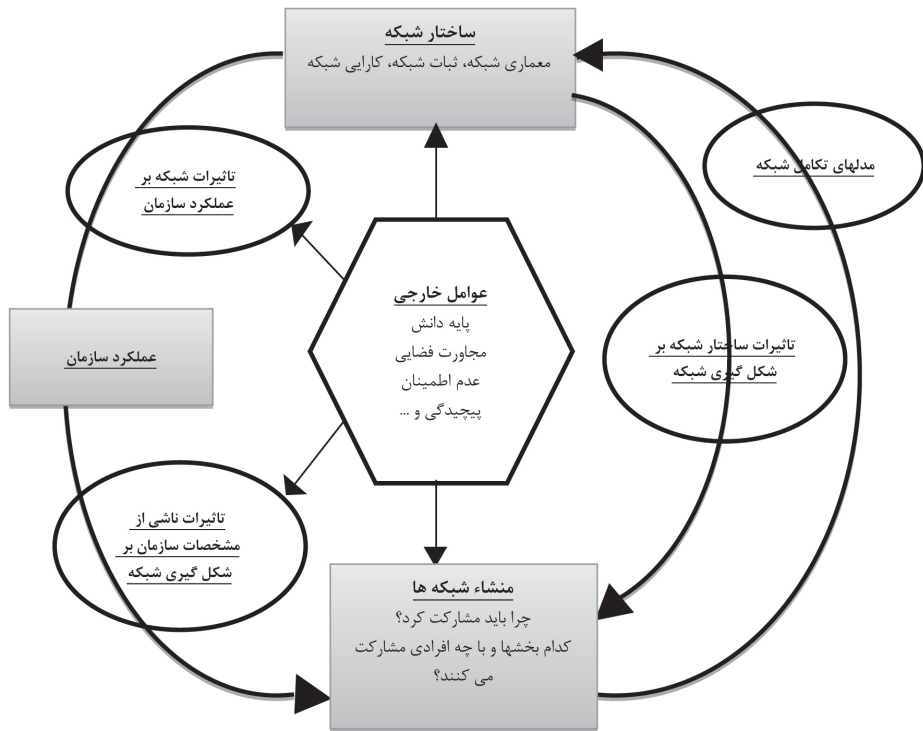 ساختار شبکه
معماری شبکه، ثبات شبکه، کارایی شبکه
مدلهای تکامل شبکه
تاثیرات شبکه بر
عملکرد سازمان
عوامل خارجی
پایه دانش
مجاورت فضایی
عدم اطمینان
پیچیدگی و ...
تاثیرات ساختار شبکه بر
شکل گیری شبکه
عملکرد سازمان
تاثیرات ناشی از
مشخصات سازمان بر
شکل گیری شبکه
منشاء شبکه ها
چرا باید مشارکت کرد؟
کدام بخشها و با چه افرادی مشارکت
می کنند؟